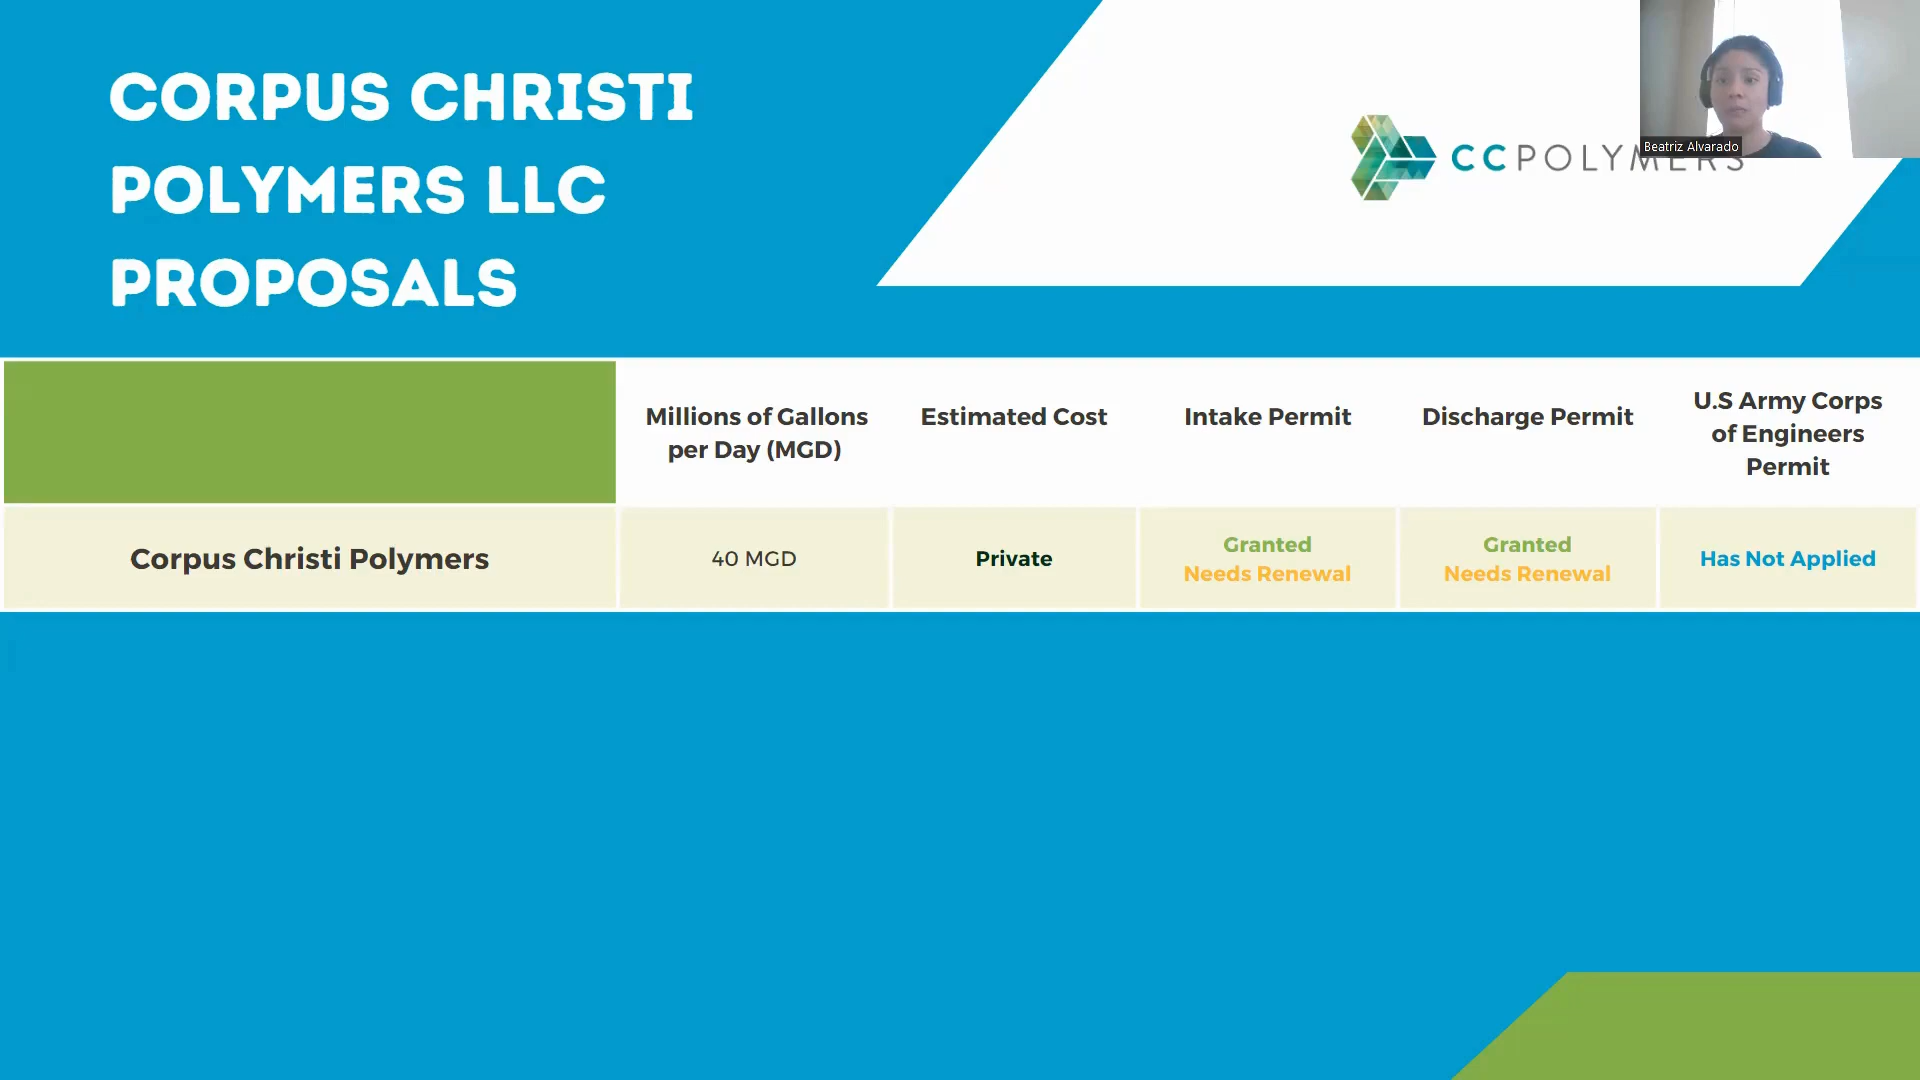 CORPUS CHRISTI
POLYMERS LLC
PROPOSALS
CCPOLYMERS
Beatriz Alvarado
Millions of Gallons
per Day (MGD)
Estimated Cost
Intake Permit
Discharge Permit
U.S Army Corps
of Engineers
Permit
Corpus Christi Polymers
40 MGD
Private
Granted
Needs Renewal
Granted
Needs Renewal
Has Not Applied